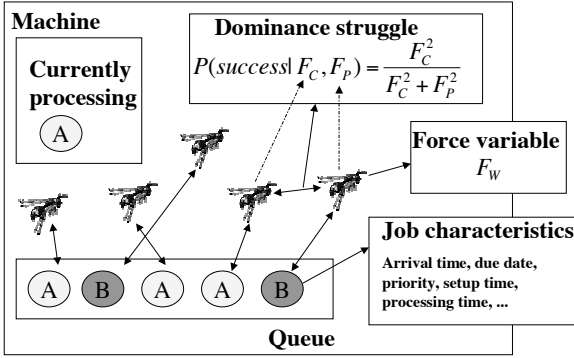 Machine
Currently
processing
A
Dominance struggle
P(success| F_C, F_P) = F_C^2 / (F_C^2 + F_P^2)
Force variable
F_W
Job characteristics
Arrival time, due date,
priority, setup time,
processing time, ...
A B A A B
Queue